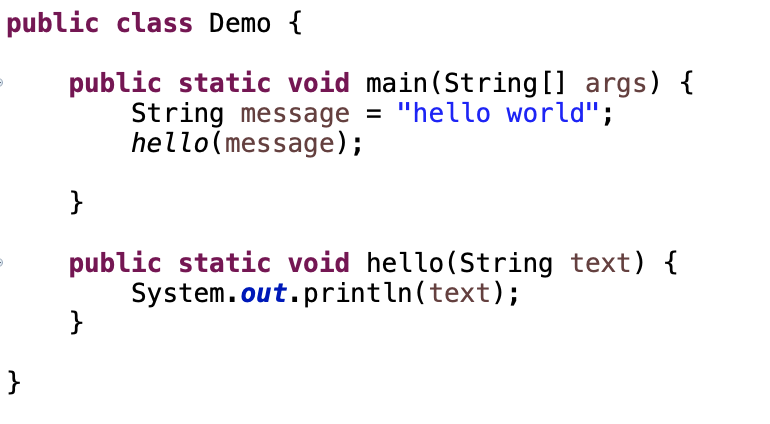 public class Demo {
    public static void main(String[] args) {
        String message = "hello world";
        hello(message);
    }
    public static void hello(String text) {
        System.out.println(text);
    }
}